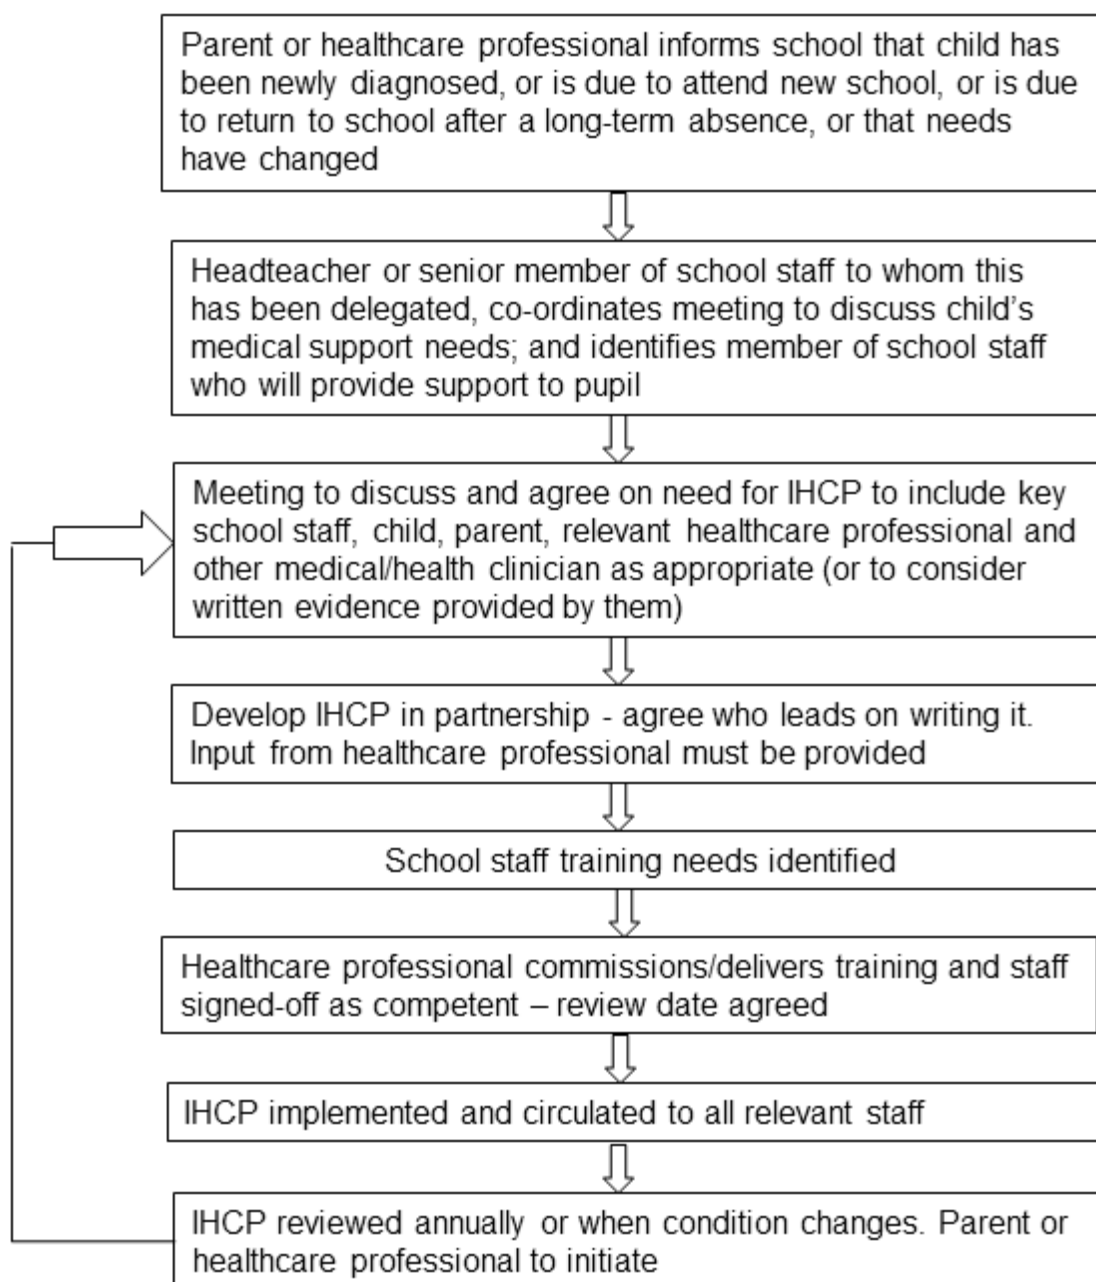 Parent or healthcare professional informs school that child has
been newly diagnosed, or is due to attend new school, or is due
to return to school after a long-term absence, or that needs
have changed
Headteacher or senior member of school staff to whom this
has been delegated, co-ordinates meeting to discuss child's
medical support needs; and identifies member of school staff
who will provide support to pupil
Meeting to discuss and agree on need for IHCP to include key
school staff, child, parent, relevant healthcare professional and
other medical/health clinician as appropriate (or to consider
written evidence provided by them)
Develop IHCP in partnership - agree who leads on writing it.
Input from healthcare professional must be provided
School staff training needs identified
Healthcare professional commissions/delivers training and staff
signed-off as competent – review date agreed
IHCP implemented and circulated to all relevant staff
IHCP reviewed annually or when condition changes. Parent or
healthcare professional to initiate